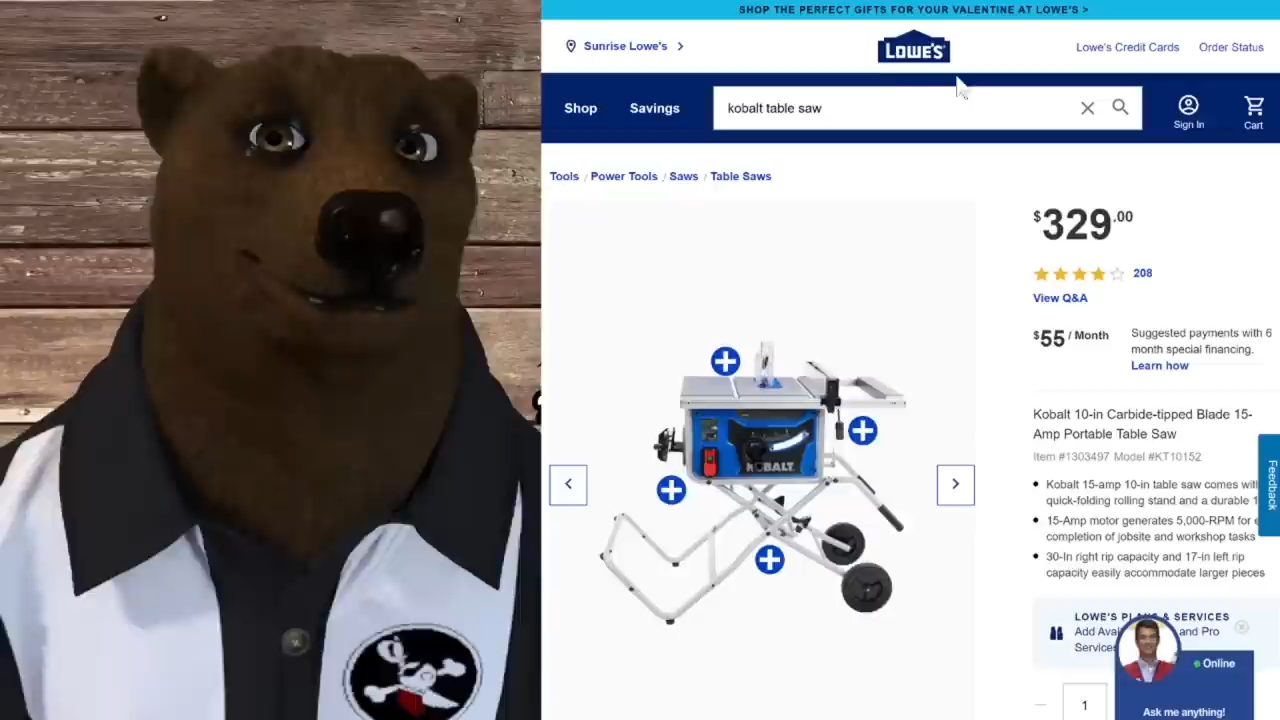 SHOP THE PERFECT GIFTS FOR YOUR VALENTINE AT LOWE'S >
Sunrise Lowe's
LOWE'S
Lowe's Credit Cards
Order Status
Shop
Savings
kobalt table saw
Sign In
Cart
Tools / Power Tools / Saws / Table Saws
$329.00
208
View Q&A
$55 / Month
Suggested payments with 6
month special financing.
Learn how
KOBALT
Kobalt 10-in Carbide-tipped Blade 15-
Amp Portable Table Saw
Item #1303497 Model #KT10152
Kobalt 15-amp 10-in table saw comes with
quick-folding rolling stand and a durable 1
15-Amp motor generates 5,000-RPM for e
completion of jobsite and workshop tasks
30-In right rip capacity and 17-in left rip
capacity easily accommodate larger pieces
Feedback
LOWE'S & SERVICES
Add and Pro
Services
Online
1
Ask me anything!